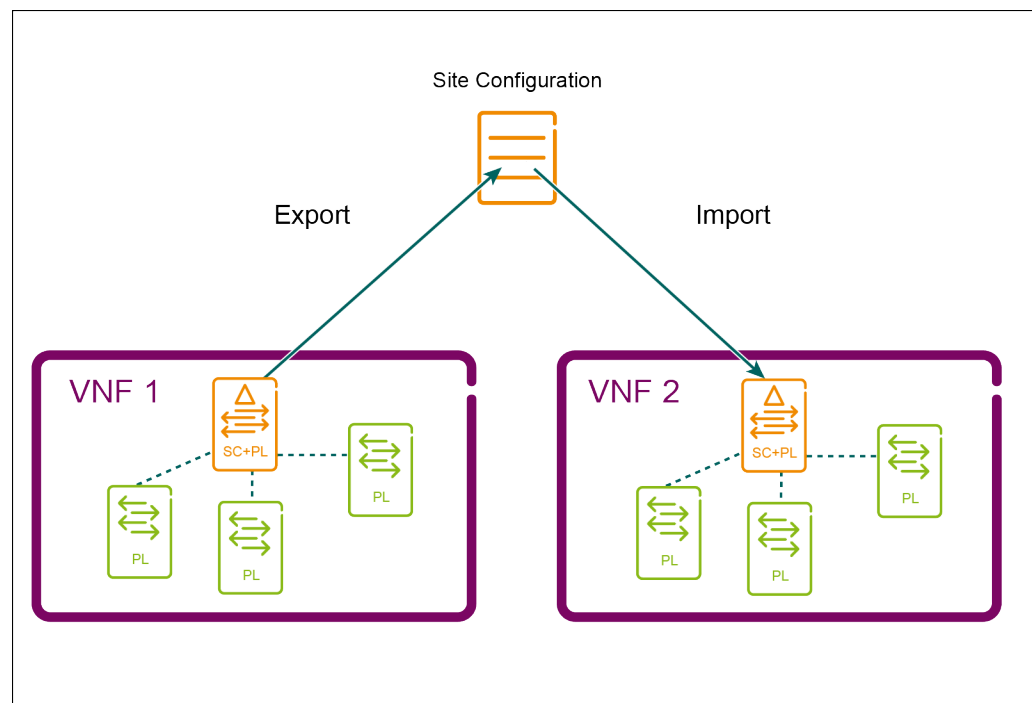 Site Configuration
Export
Import
VNF 1
SC+PL
PL
PL
PL
VNF 2
SC+PL
PL
PL
PL